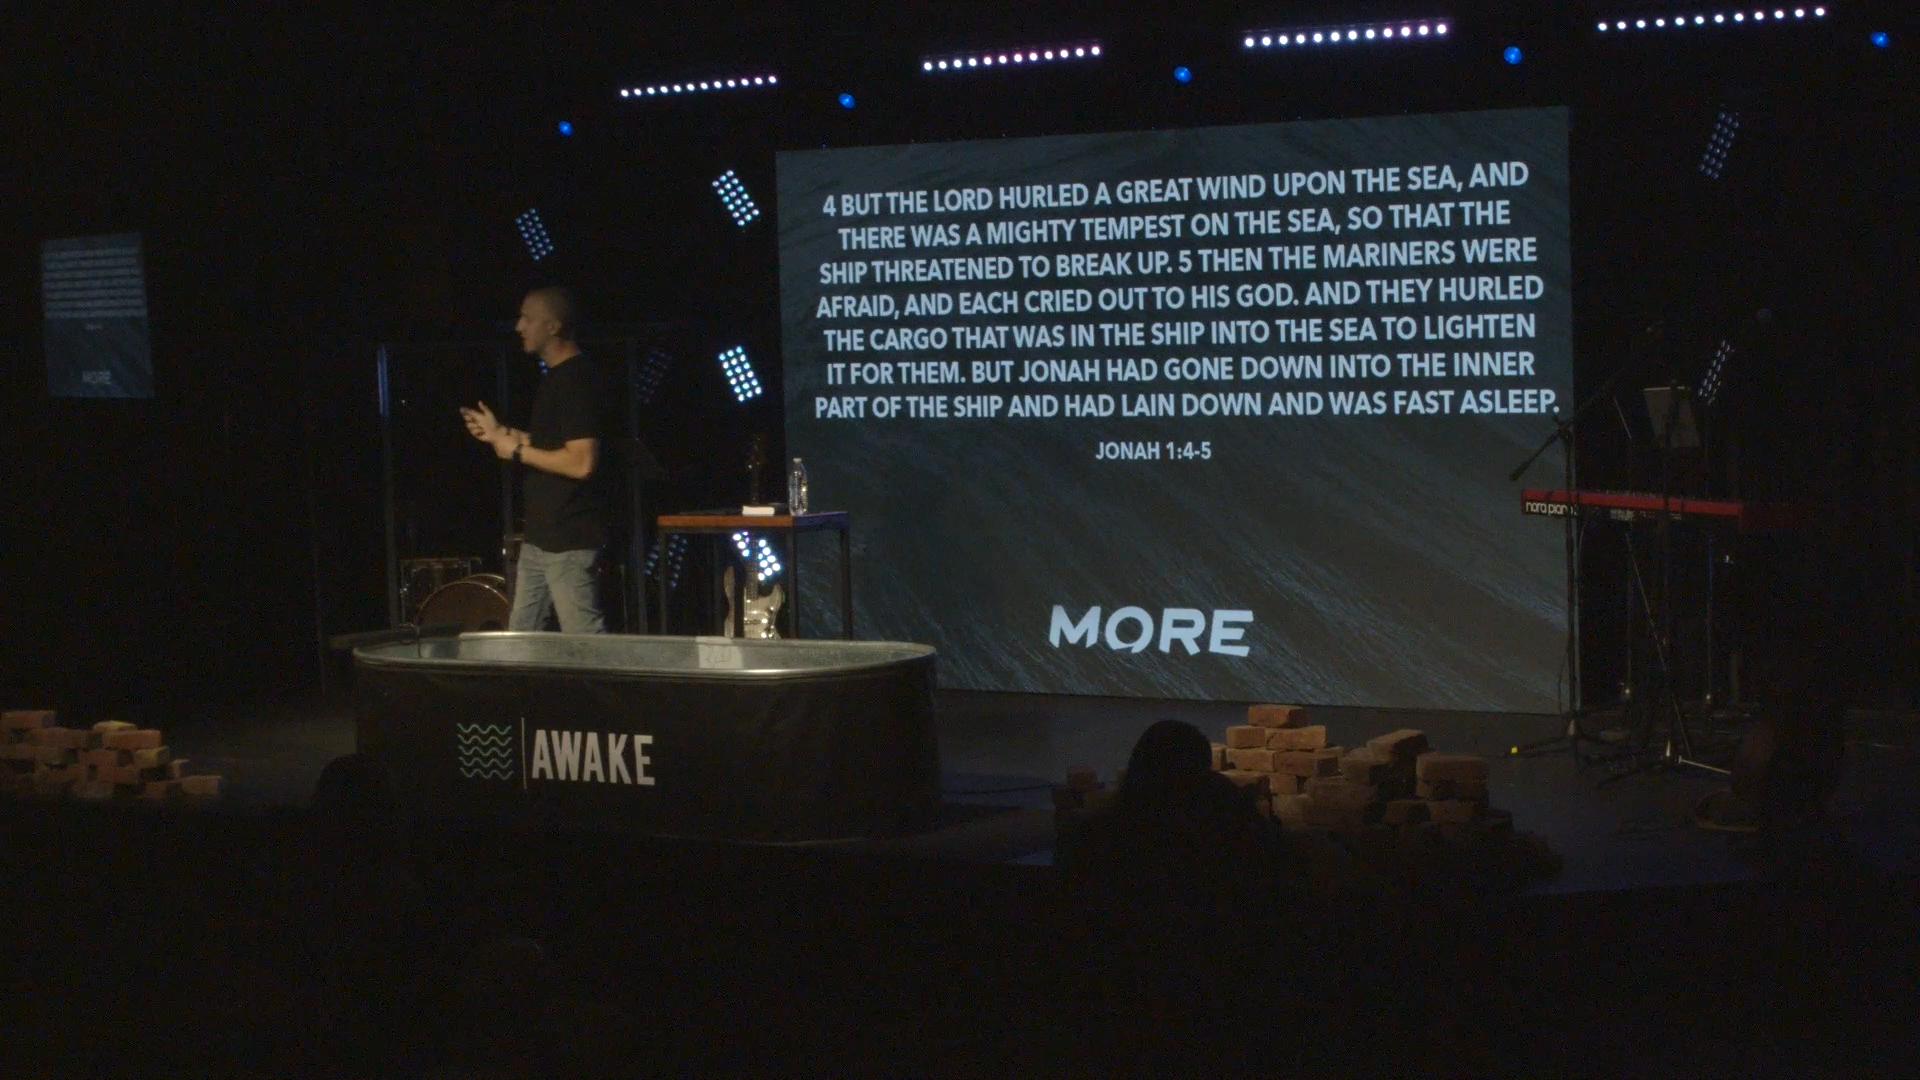 4 BUT THE LORD HURLED A GREAT WIND UPON THE SEA, AND
THERE WAS A MIGHTY TEMPEST ON THE SEA, SO THAT THE
SHIP THREATENED TO BREAK UP. 5 THEN THE MARINERS WERE
AFRAID, AND EACH CRIED OUT TO HIS GOD. AND THEY HURLED
THE CARGO THAT WAS IN THE SHIP INTO THE SEA TO LIGHTEN
IT FOR THEM. BUT JONAH HAD GONE DOWN INTO THE INNER
PART OF THE SHIP AND HAD LAIN DOWN AND WAS FAST ASLEEP.
JONAH 1:4-5
MORE
MORE
nord piano
AWAKE